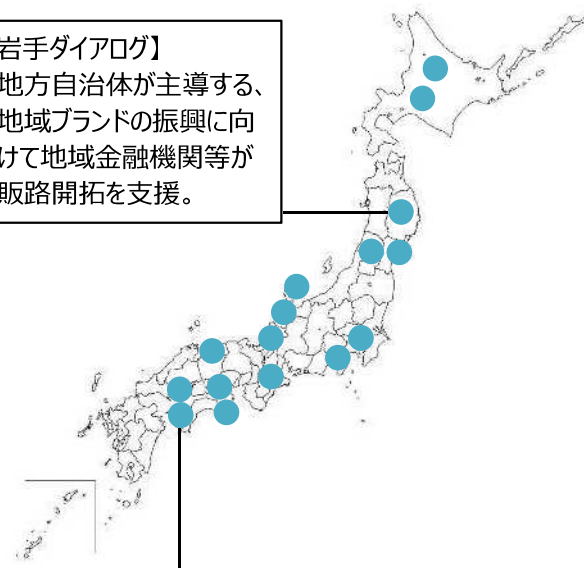 岩手ダイアログ】
地方自治体が主導する、
地域ブランドの振興に向
けて地域金融機関等が
販路開拓を支援。